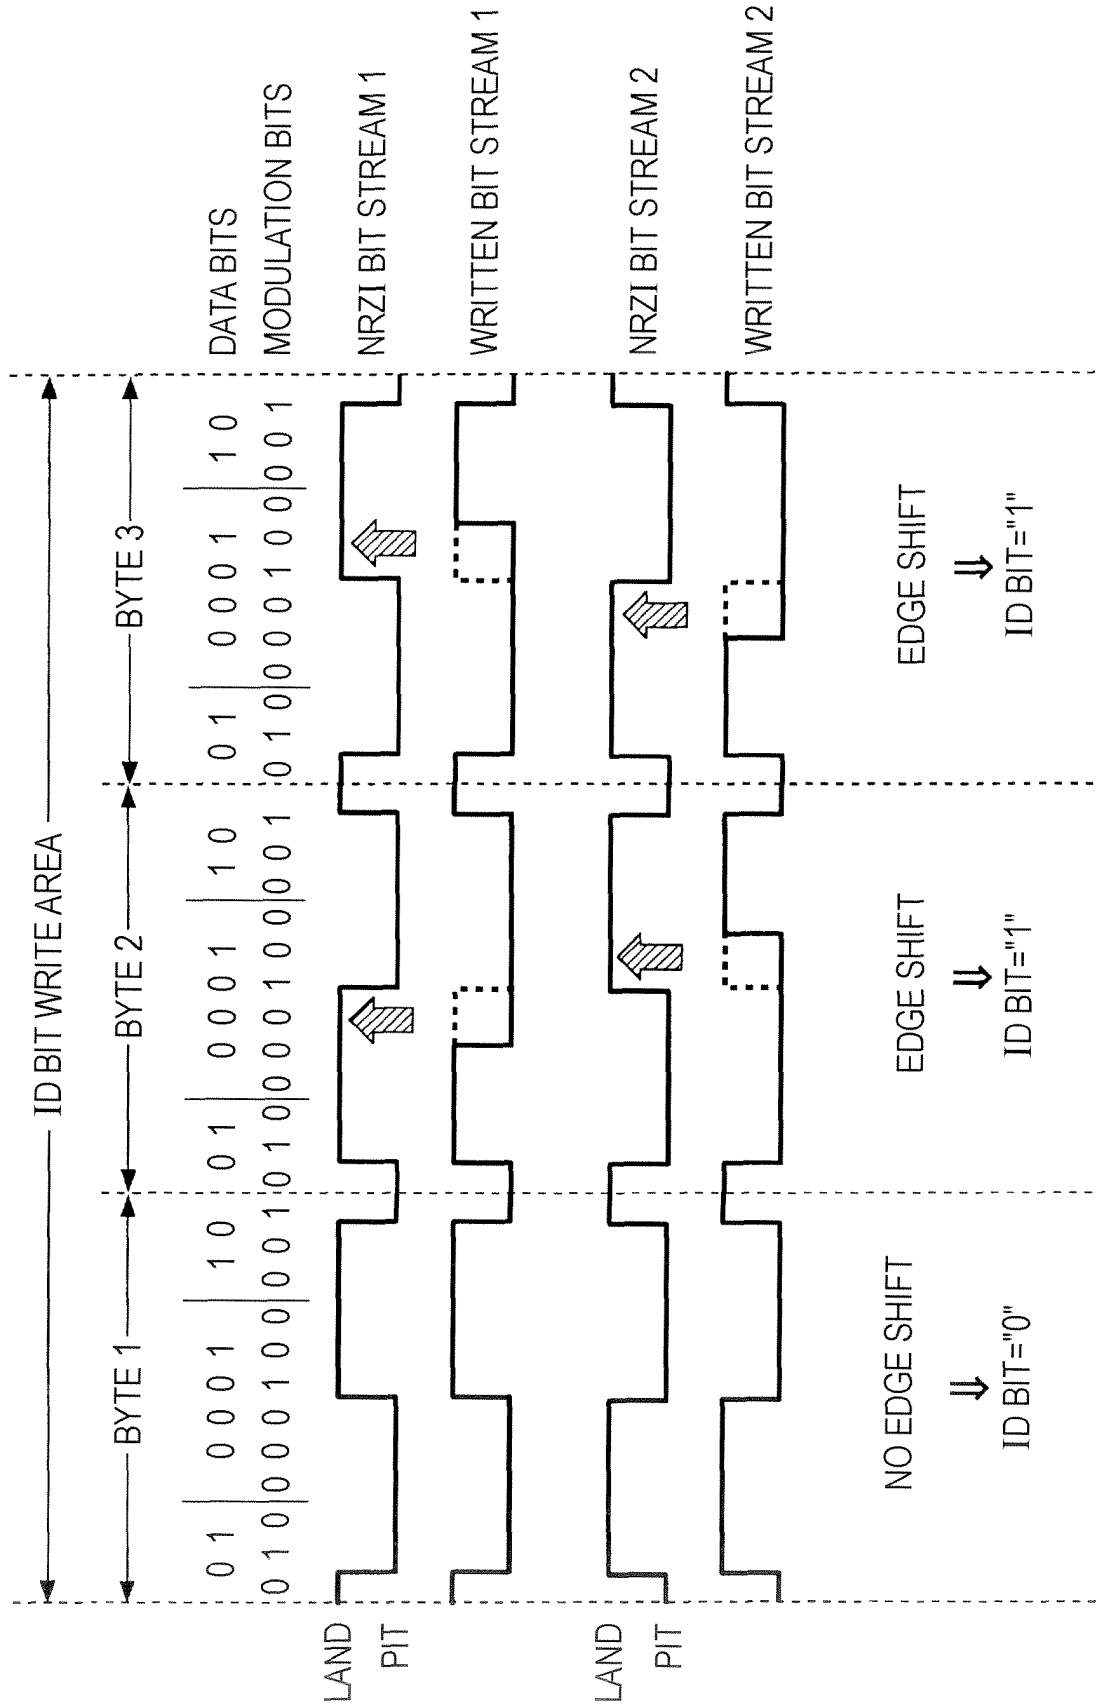 ID BIT WRITE AREA
BYTE 1 BYTE 2 BYTE 3
01 0001 10 01 0001 10 01 0001 10 DATA BITS
010 000100 001 010 000100 001 010 000100 001 MODULATION BITS
LAND
PIT
NRZI BIT STREAM 1
WRITTEN BIT STREAM 1
LAND
PIT
NRZI BIT STREAM 2
WRITTEN BIT STREAM 2
NO EDGE SHIFT EDGE SHIFT EDGE SHIFT
⇓ ⇓ ⇓
ID BIT="0" ID BIT="1" ID BIT="1"